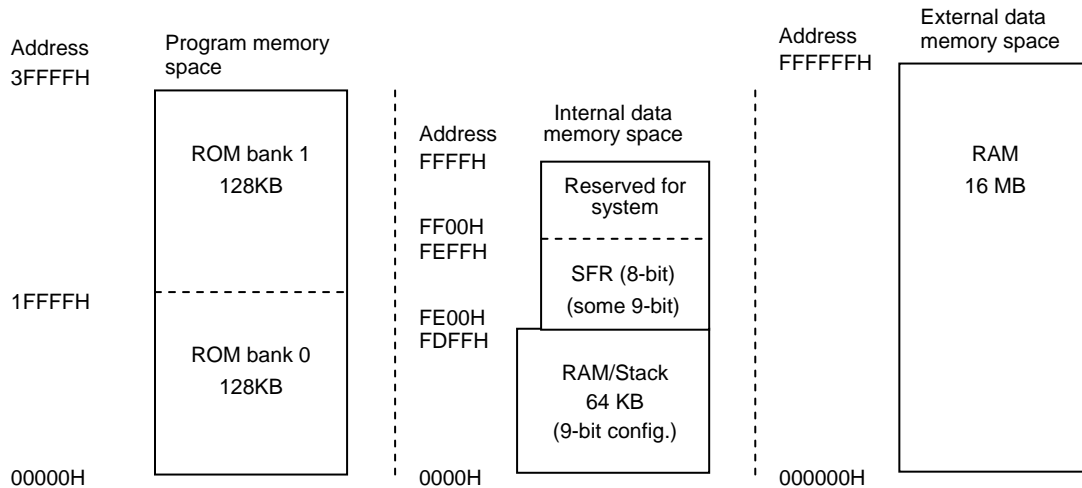 Address
3FFFFH
Program memory
space
ROM bank 1
128KB
1FFFFH
ROM bank 0
128KB
00000H
Address
FFFFH
Internal data
memory space
Reserved for
system
FF00H
FEFFH
SFR (8-bit)
(some 9-bit)
FE00H
FDFFH
RAM/Stack
64 KB
(9-bit config.)
0000H
Address
FFFFFFH
External data
memory space
RAM
16 MB
000000H